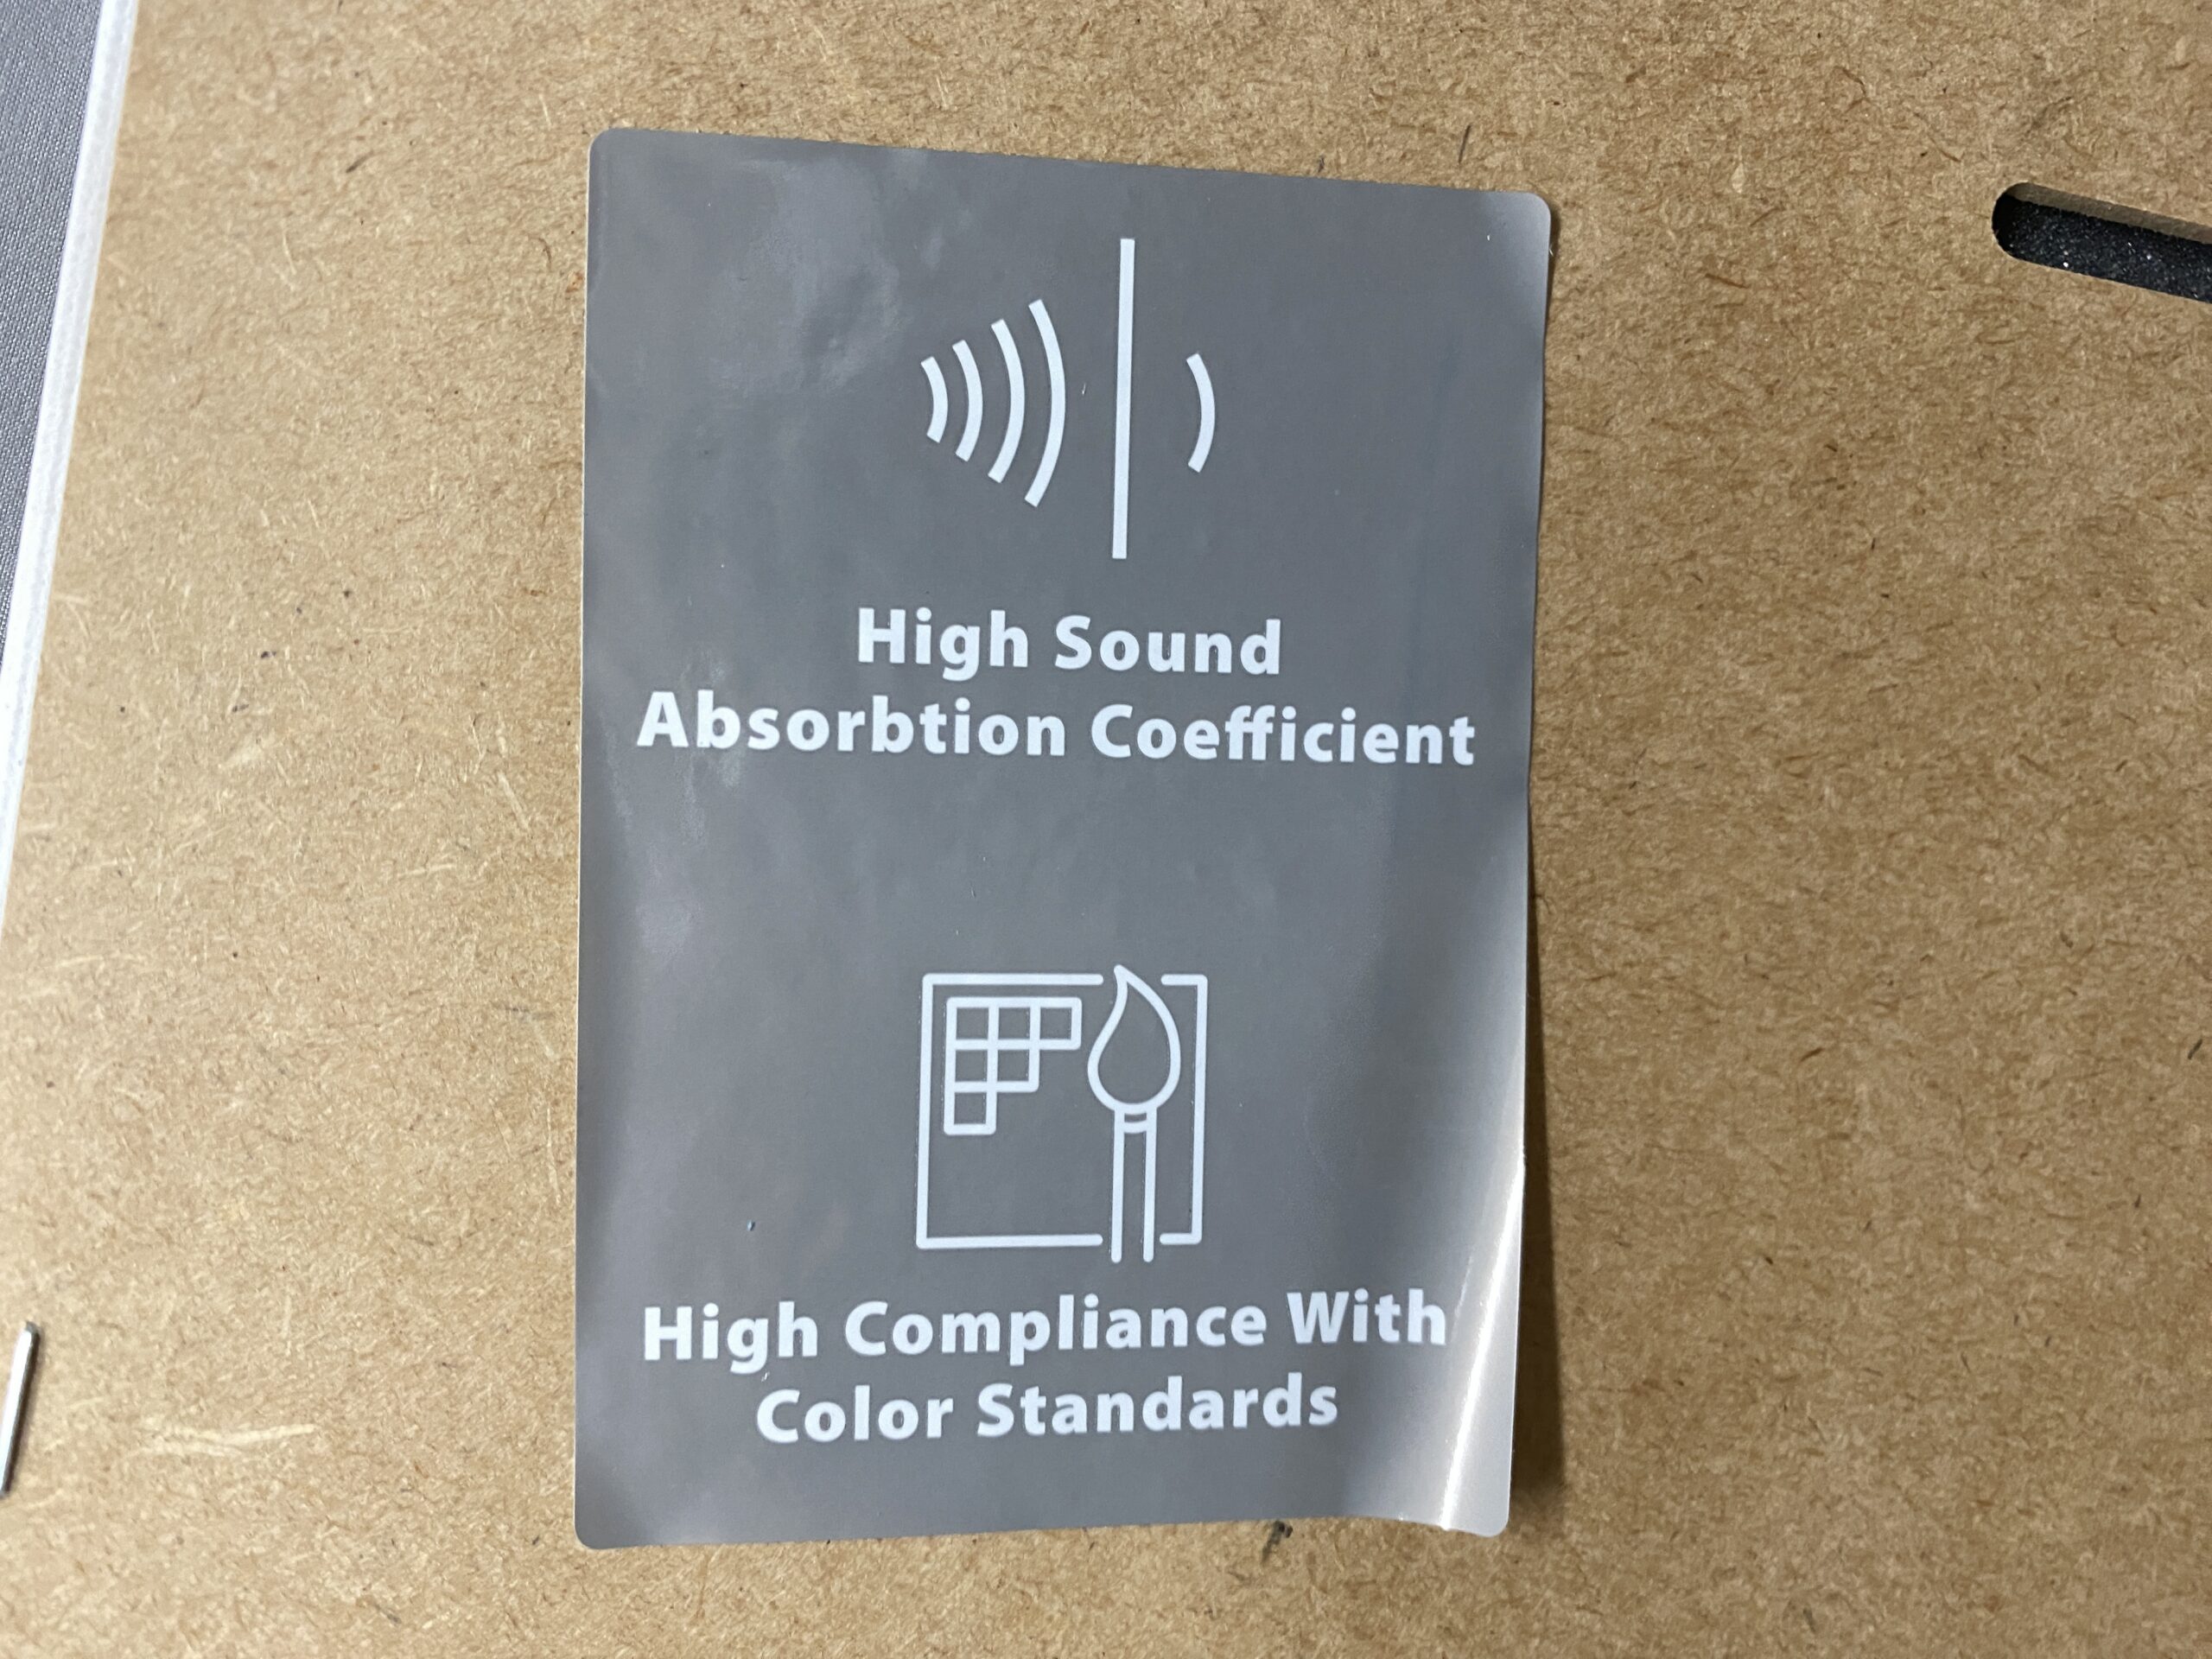 High Sound
Absorbtion Coefficient
High Compliance With
Color Standards